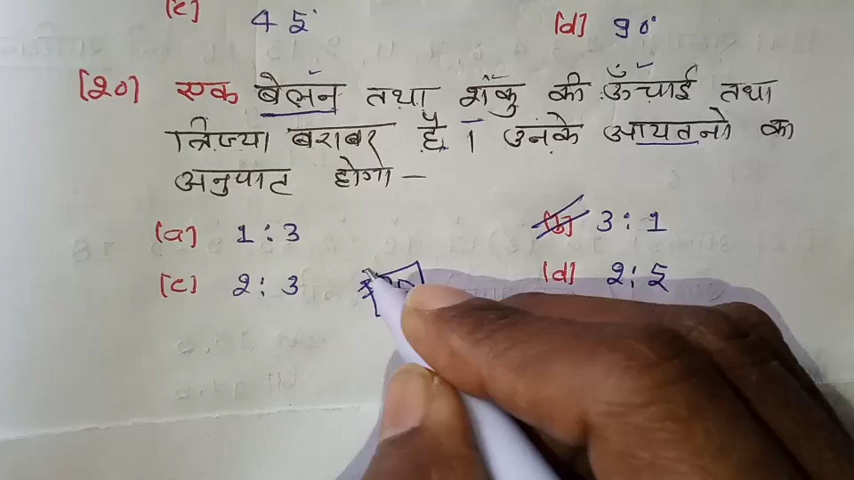 [c] 45° [d] 90°
[20] एक बेलन तथा शंकु की ऊँचाई तथा
त्रिज्या बराबर है । उनके आयतनो का
अनुपात होगा —
[a] 1 : 3 [b] 3 : 1
[c] 2 : 3 [d] 2 : 5